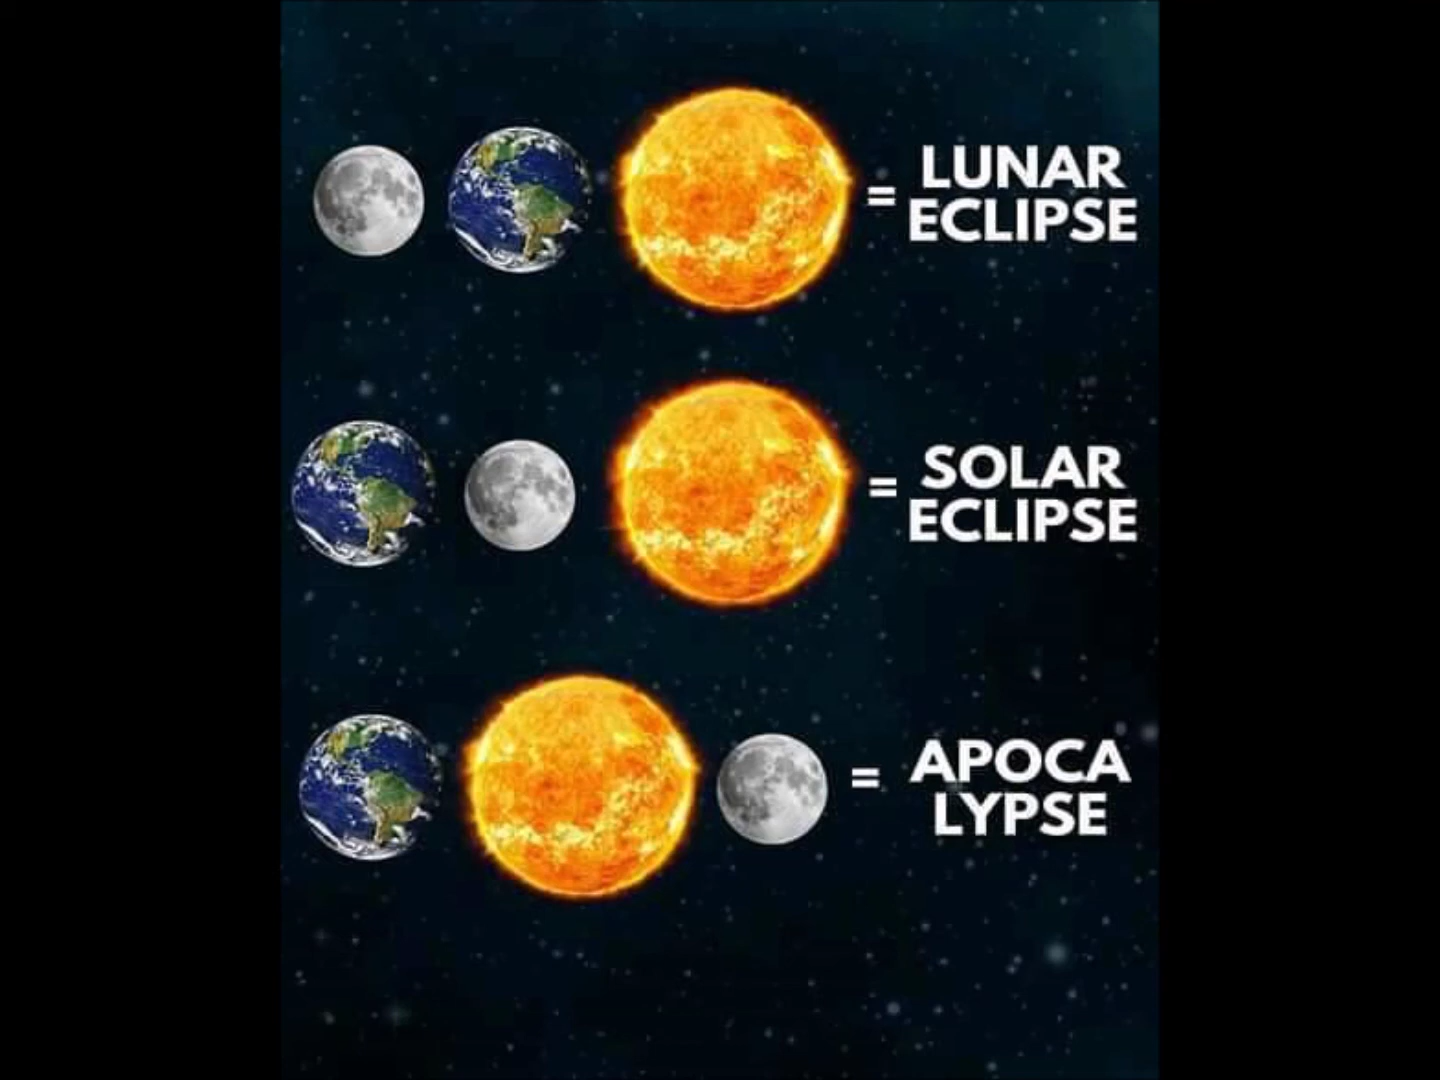 = LUNAR
ECLIPSE
= SOLAR
ECLIPSE
= APOCA
LYPSE